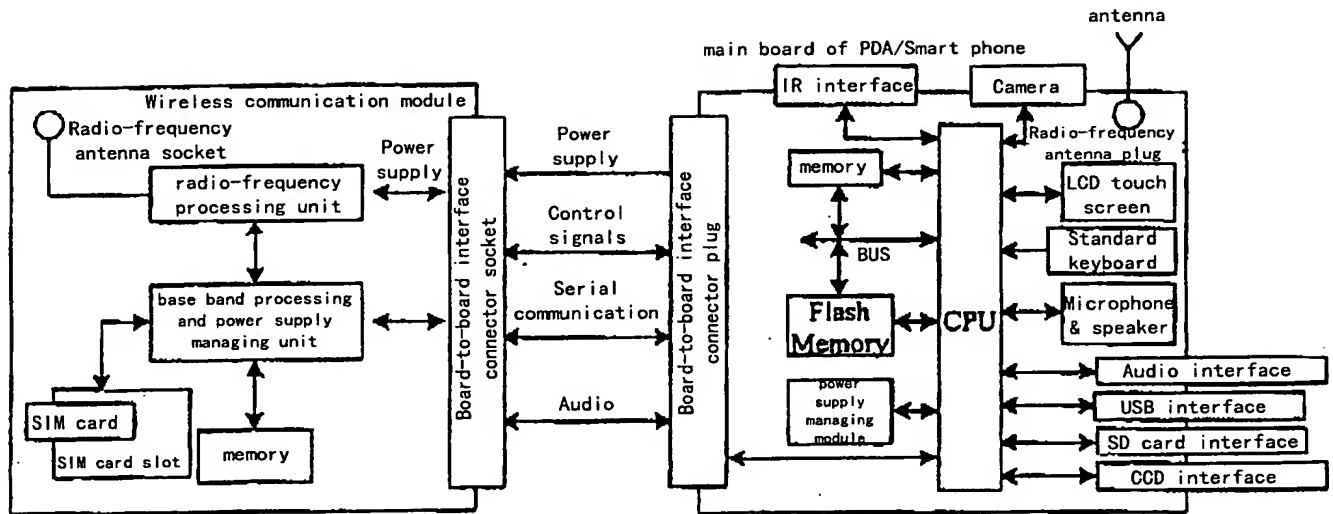 antenna
main board of PDA/Smart phone
IR interface
Camera
Wireless communication module
Radio-frequency
antenna socket
Power
supply
radio-frequency
processing unit
base band processing
and power supply
managing unit
SIM card
SIM card slot
memory
Board-to-board interface
connector socket
Power
supply
Control
signals
Serial
communication
Audio
Board-to-board interface
connector plug
memory
BUS
Flash
Memory
power
supply
managing
module
CPU
Radio-frequency
antenna plug
LCD touch
screen
Standard
keyboard
Microphone
& speaker
Audio interface
USB interface
SD card interface
CCD interface